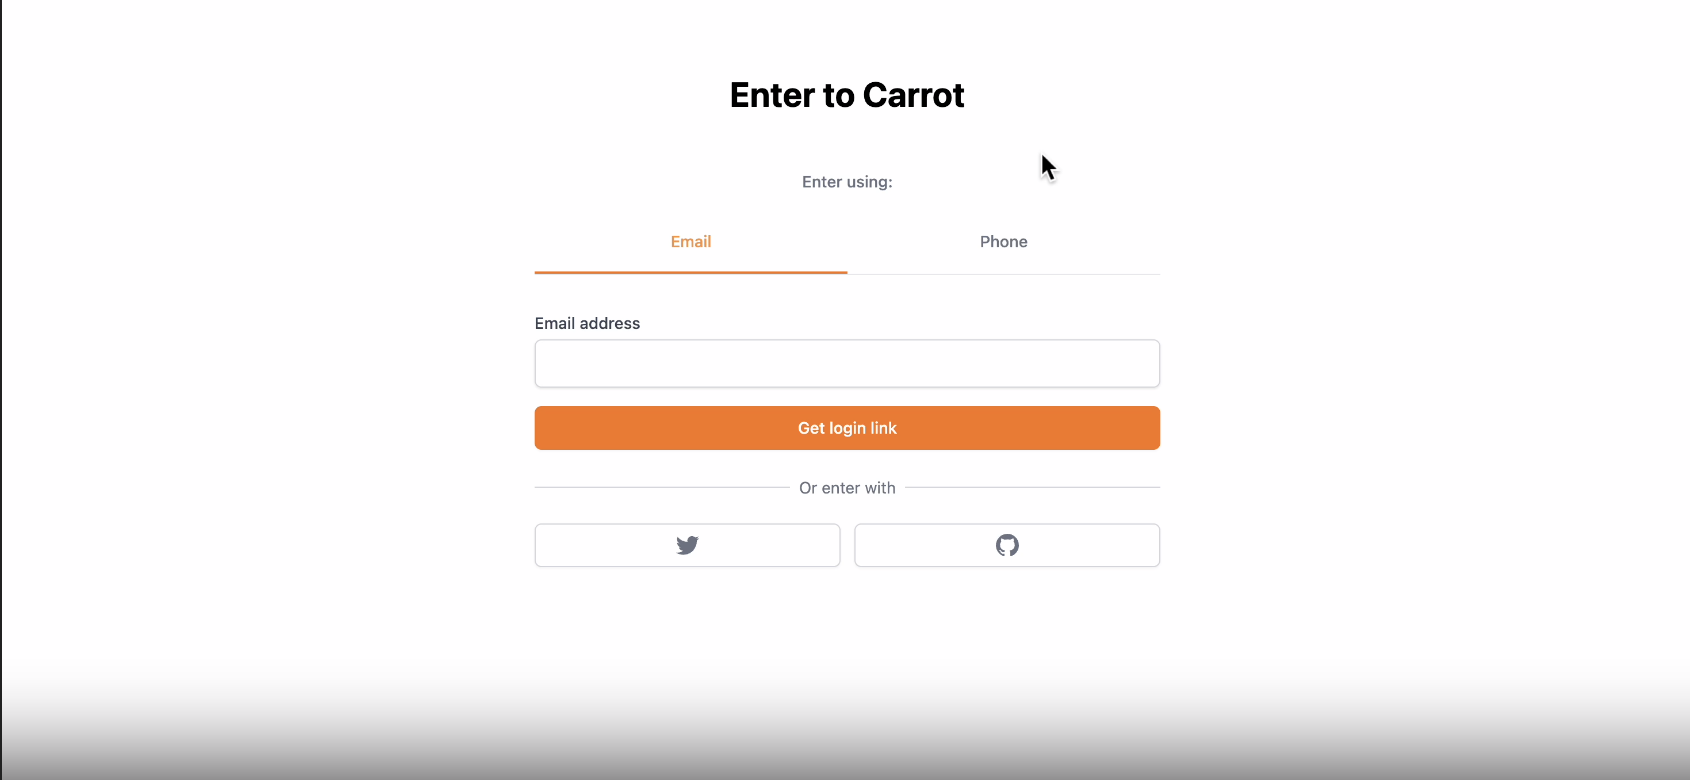 Enter to Carrot
Enter using:
Email
Phone
Email address
Get login link
Or enter with